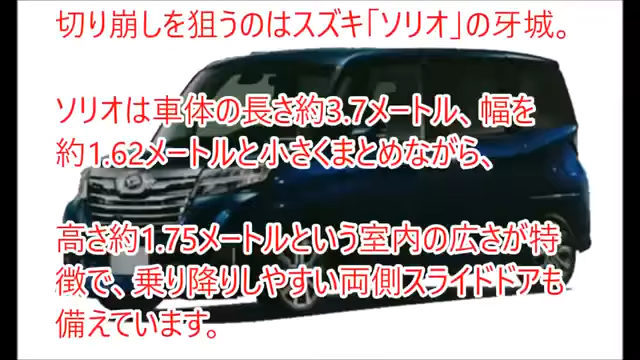 切り崩しを狙うのはスズキ「ソリオ」の牙城。
ソリオは車体の長さ約3.7メートル、幅を
約1.62メートルと小さくまとめながら、
高さ約1.75メートルという室内の広さが特
徴で、乗り降りしやすい両側スライドドアも
備えています。